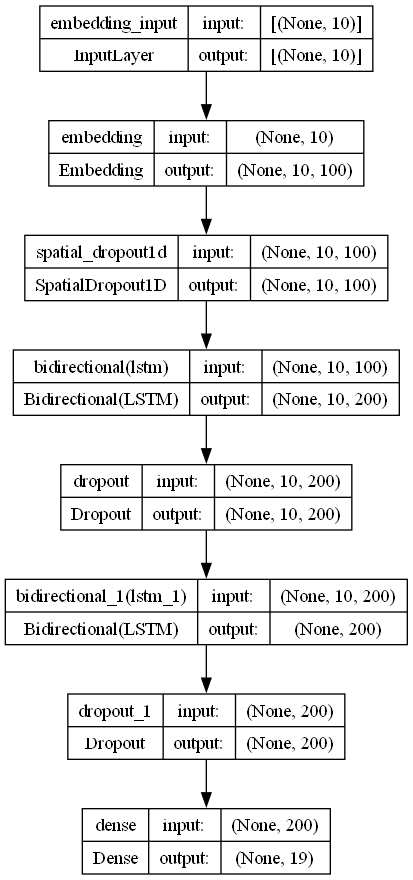 embedding_input input: [(None, 10)]
InputLayer output: [(None, 10)]
embedding input: (None, 10)
Embedding output: (None, 10, 100)
spatial_dropout1d input: (None, 10, 100)
SpatialDropout1D output: (None, 10, 100)
bidirectional(lstm) input: (None, 10, 100)
Bidirectional(LSTM) output: (None, 10, 200)
dropout input: (None, 10, 200)
Dropout output: (None, 10, 200)
bidirectional_1(lstm_1) input: (None, 10, 200)
Bidirectional(LSTM) output: (None, 200)
dropout_1 input: (None, 200)
Dropout output: (None, 200)
dense input: (None, 200)
Dense output: (None, 19)